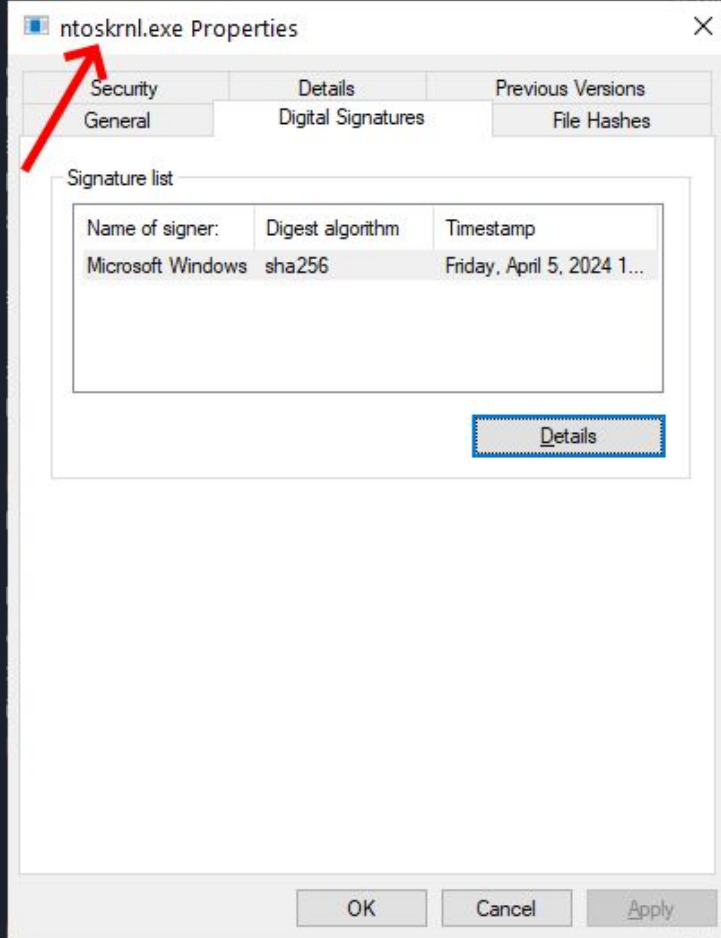 ntoskrnl.exe Properties
Security Details Previous Versions
General Digital Signatures File Hashes
Signature list
Name of signer: Digest algorithm Timestamp
Microsoft Windows sha256 Friday, April 5, 2024 1...
Details
OK Cancel Apply